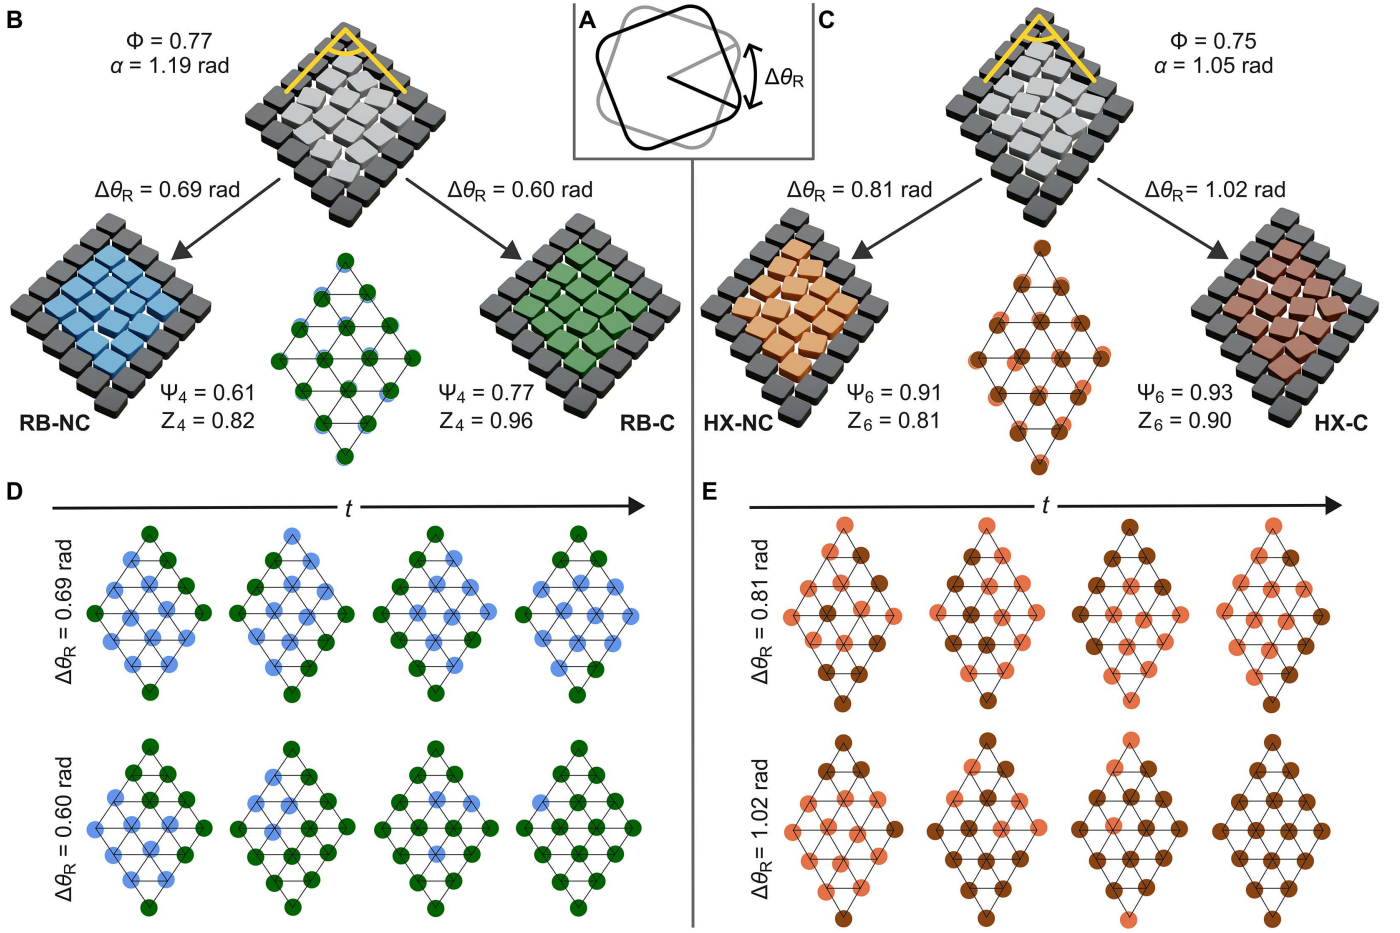 B
Φ = 0.77
α = 1.19 rad
A
ΔθR
C
Φ = 0.75
α = 1.05 rad
ΔθR = 0.69 rad
ΔθR = 0.60 rad
ΔθR = 0.81 rad
ΔθR = 1.02 rad
Ψ4 = 0.61
Z4 = 0.82
RB-NC
Ψ4 = 0.77
Z4 = 0.96
RB-C
HX-NC
Ψ6 = 0.91
Z6 = 0.81
Ψ6 = 0.93
Z6 = 0.90
HX-C
D
t
ΔθR = 0.69 rad
ΔθR = 0.60 rad
E
t
ΔθR = 0.81 rad
ΔθR = 1.02 rad